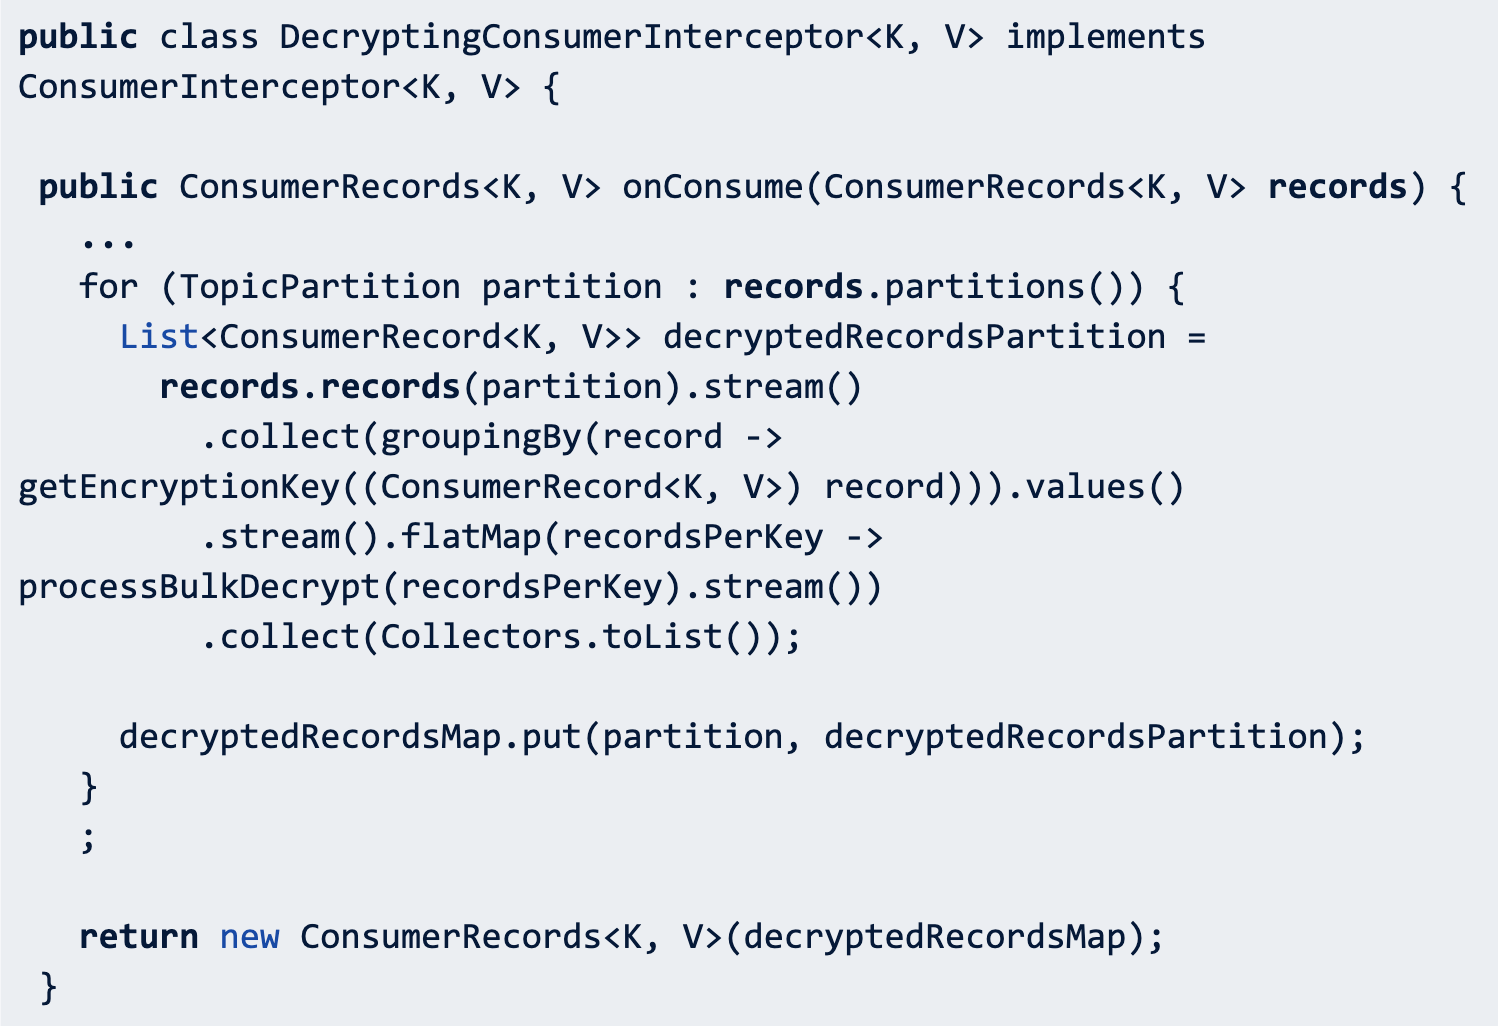 public class DecryptingConsumerInterceptor<K, V> implements
ConsumerInterceptor<K, V> {
public ConsumerRecords<K, V> onConsume(ConsumerRecords<K, V> records) {
...
for (TopicPartition partition : records.partitions()) {
List<ConsumerRecord<K, V>> decryptedRecordsPartition =
records.records(partition).stream()
.collect(groupingBy(record ->
getEncryptionKey((ConsumerRecord<K, V>) record))).values()
.stream().flatMap(recordsPerKey ->
processBulkDecrypt(recordsPerKey).stream())
.collect(Collectors.toList());
decryptedRecordsMap.put(partition, decryptedRecordsPartition);
}
;
return new ConsumerRecords<K, V>(decryptedRecordsMap);
}